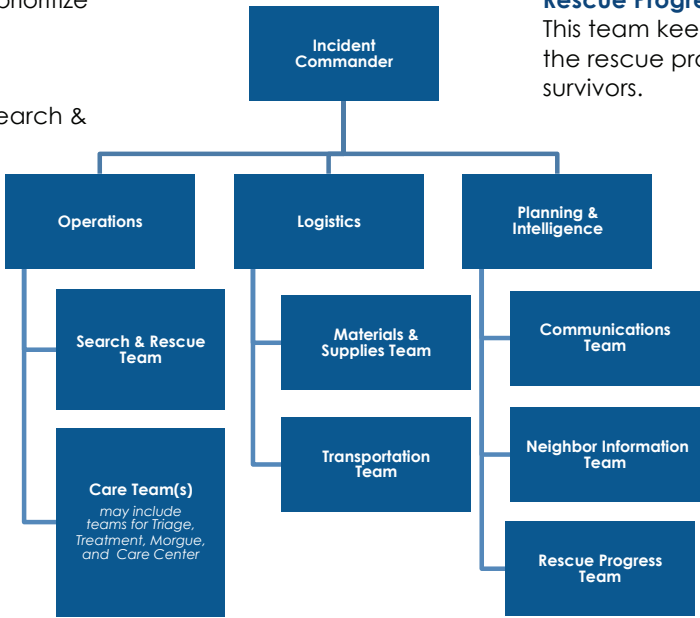 Rescue Progre
This team kee
the rescue pro
survivors.
earch &
Incident
Commander
Operations
Logistics
Planning &
Intelligence
Search & Rescue
Team
Materials &
Supplies Team
Communications
Team
Care Team(s)
may include
teams for Triage,
Treatment, Morgue,
and Care Center
Transportation
Team
Neighbor Information
Team
Rescue Progress
Team